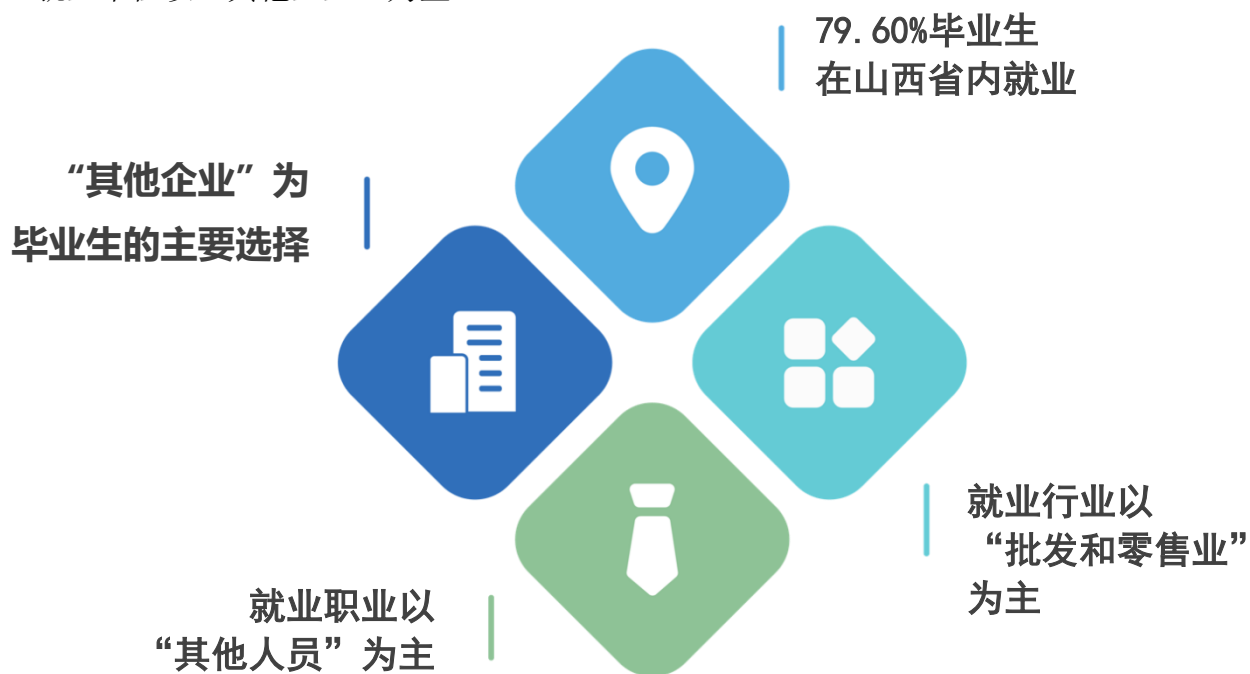 79.60%毕业生
在山西省内就业
“其他企业”为
毕业生的主要选择
就业行业以
“批发和零售业”
为主
就业职业以
“其他人员”为主